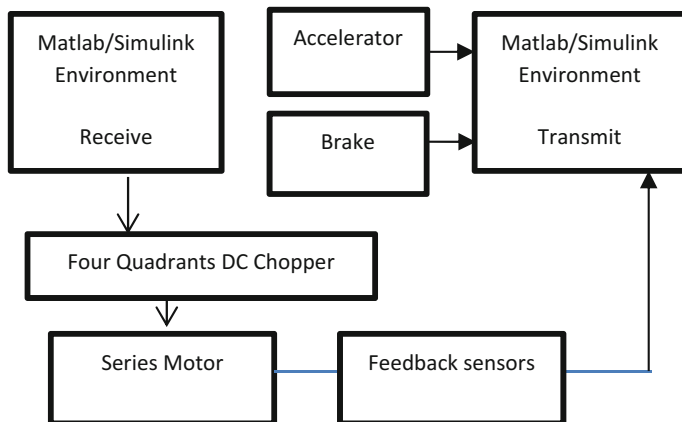 Matlab/Simulink
Environment
Receive
Accelerator
Brake
Matlab/Simulink
Environment
Transmit
Four Quadrants DC Chopper
Series Motor
Feedback sensors